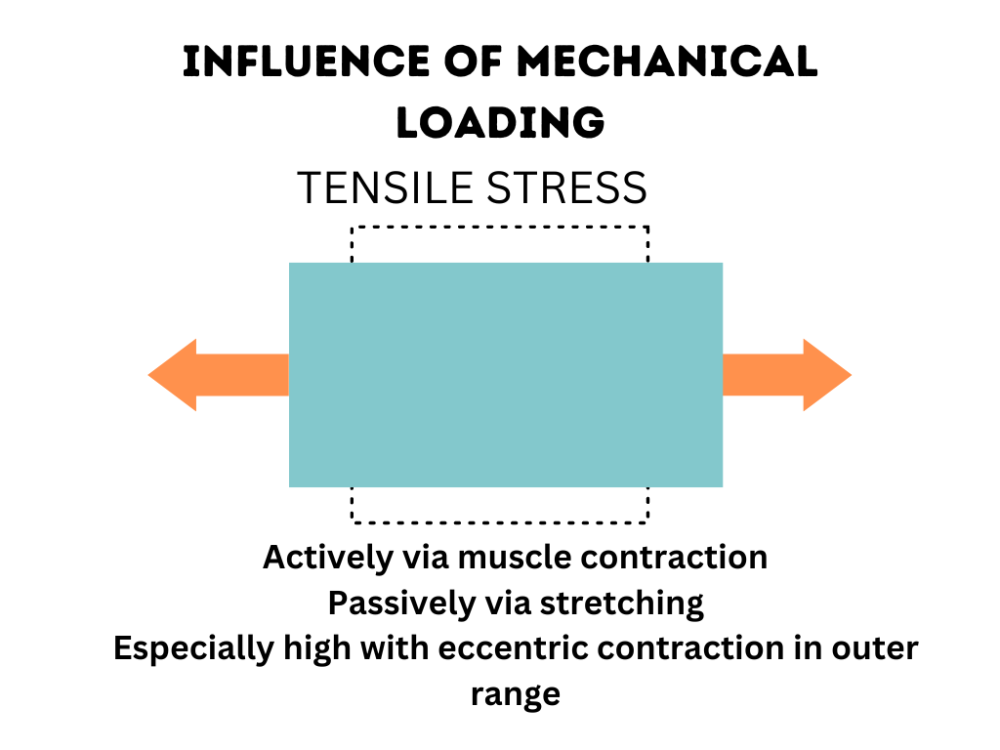 INFLUENCE OF MECHANICAL
LOADING
TENSILE STRESS
Actively via muscle contraction
Passively via stretching
Especially high with eccentric contraction in outer
range